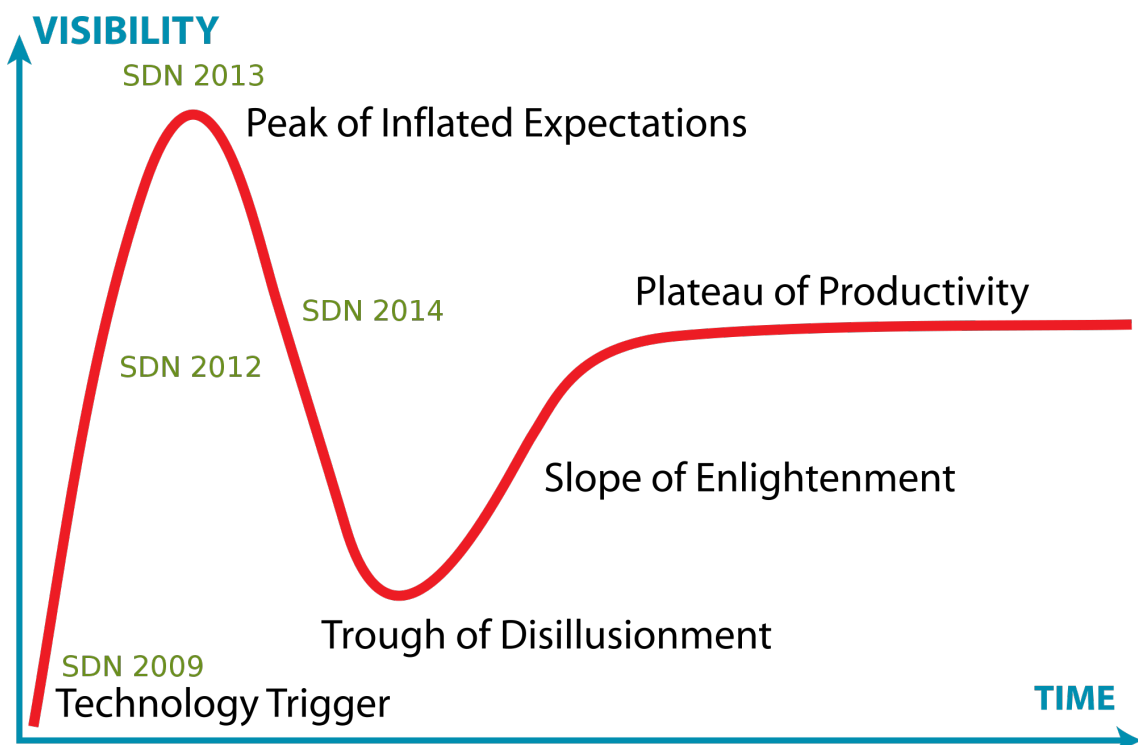 VISIBILITY
SDN 2013
Peak of Inflated Expectations
Plateau of Productivity
SDN 2014
SDN 2012
Slope of Enlightenment
Trough of Disillusionment
SDN 2009
Technology Trigger
TIME